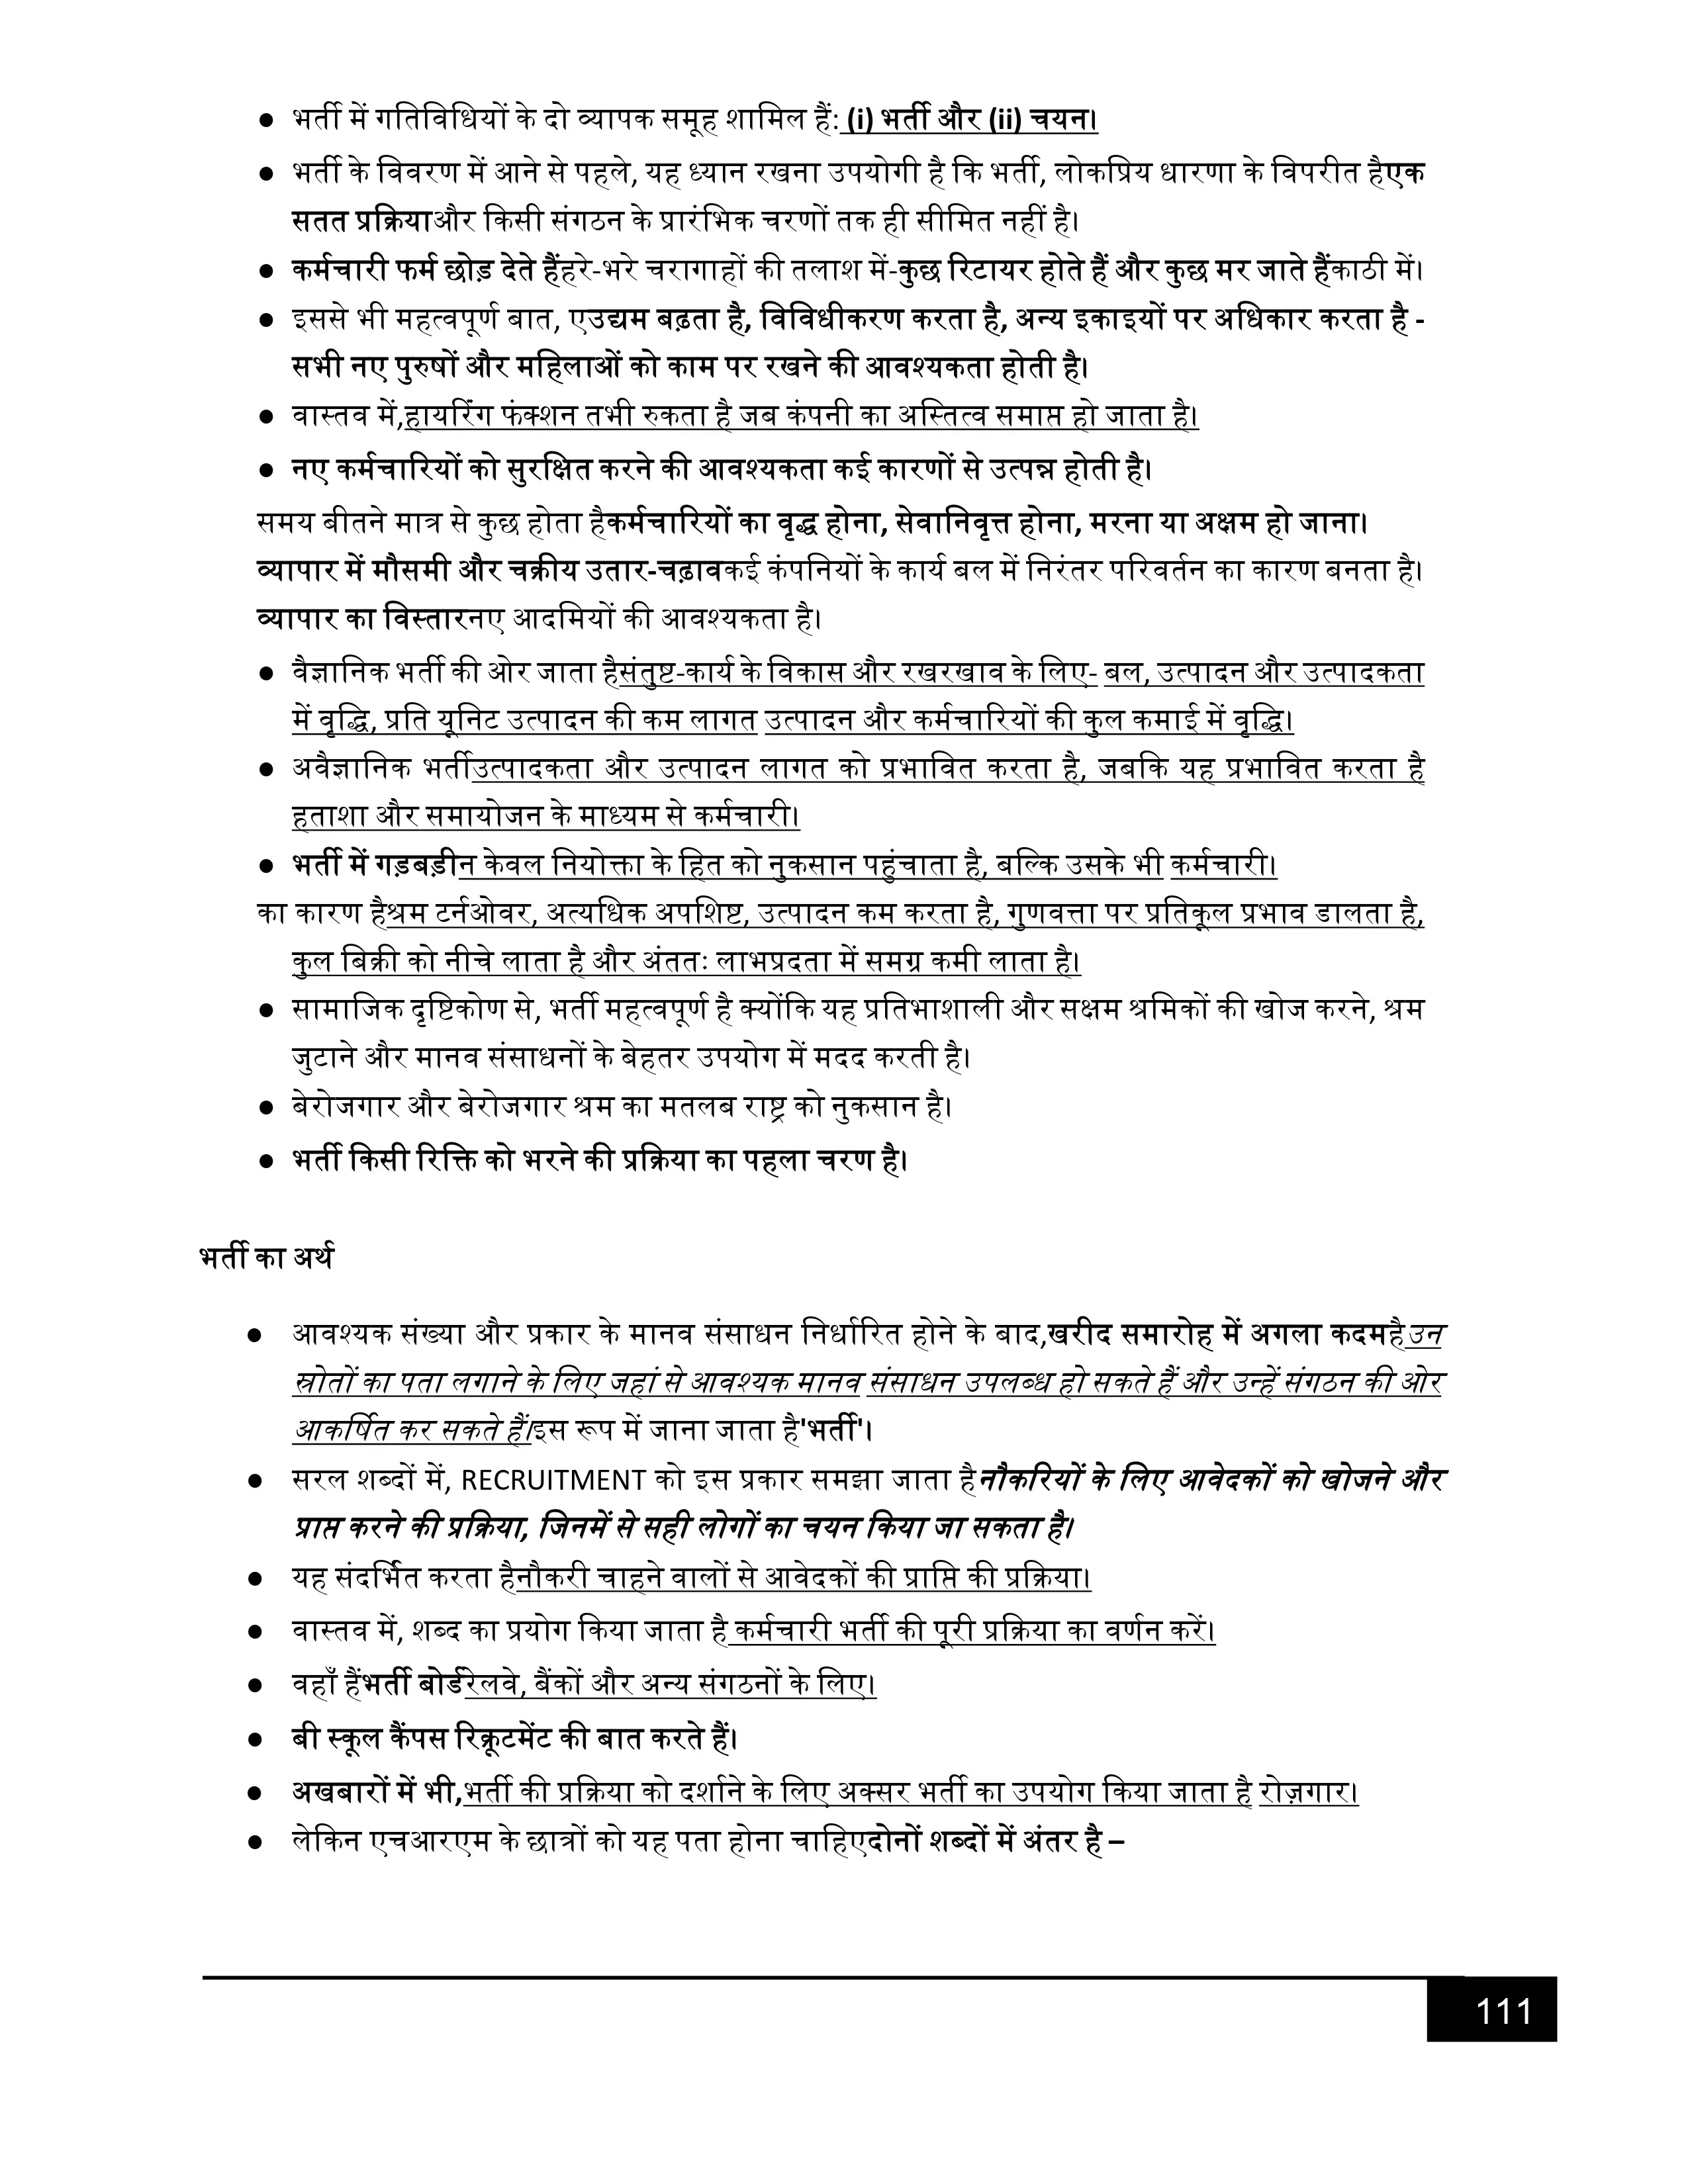 ● भर्ती में गतिविधियों के दो व्यापक समूह शामिल हैं: (i) भर्ती और (ii) चयन।
● भर्ती के विवरण में आने से पहले, यह ध्यान रखना उपयोगी है कि भर्ती, लोकप्रिय धारणा के विपरीत हैएक
सतत प्रक्रियाऔर किसी संगठन के प्रारंभिक चरणों तक ही सीमित नहीं है।
● कर्मचारी फर्म छोड़ देते हैंहरे-भरे चरागाहों की तलाश में-कुछ रिटायर होते हैं और कुछ मर जाते हैंकाठी में।
● इससे भी महत्वपूर्ण बात, एउद्यम बढ़ता है, विविधीकरण करता है, अन्य इकाइयों पर अधिकार करता है -
सभी नए पुरुषों और महिलाओं को काम पर रखने की आवश्यकता होती है।
● वास्तव में,हायरिंग फंक्शन तभी रुकता है जब कंपनी का अस्तित्व समाप्त हो जाता है।
● नए कर्मचारियों को सुरक्षित करने की आवश्यकता कई कारणों से उत्पन्न होती है।
समय बीतने मात्र से कुछ होता हैकर्मचारियों का वृद्ध होना, सेवानिवृत्त होना, मरना या अक्षम हो जाना।
व्यापार में मौसमी और चक्रीय उतार-चढ़ावकई कंपनियों के कार्य बल में निरंतर परिवर्तन का कारण बनता है।
व्यापार का विस्तारनए आदमियों की आवश्यकता है।
● वैज्ञानिक भर्ती की ओर जाता हैसंतुष्ट-कार्य के विकास और रखरखाव के लिए- बल, उत्पादन और उत्पादकता
में वृद्धि, प्रति यूनिट उत्पादन की कम लागत उत्पादन और कर्मचारियों की कुल कमाई में वृद्धि।
● अवैज्ञानिक भर्तीउत्पादकता और उत्पादन लागत को प्रभावित करता है, जबकि यह प्रभावित करता है
हताशा और समायोजन के माध्यम से कर्मचारी।
● भर्ती में गड़बड़ीन केवल नियोक्ता के हित को नुकसान पहुंचाता है, बल्कि उसके भी कर्मचारी।
का कारण हैश्रम टर्नओवर, अत्यधिक अपशिष्ट, उत्पादन कम करता है, गुणवत्ता पर प्रतिकूल प्रभाव डालता है,
कुल बिक्री को नीचे लाता है और अंततः लाभप्रदता में समग्र कमी लाता है।
● सामाजिक दृष्टिकोण से, भर्ती महत्वपूर्ण है क्योंकि यह प्रतिभाशाली और सक्षम श्रमिकों की खोज करने, श्रम
जुटाने और मानव संसाधनों के बेहतर उपयोग में मदद करती है।
● बेरोजगार और बेरोजगार श्रम का मतलब राष्ट्र को नुकसान है।
● भर्ती किसी रिक्ति को भरने की प्रक्रिया का पहला चरण है।
भर्ती का अर्थ
● आवश्यक संख्या और प्रकार के मानव संसाधन निर्धारित होने के बाद,खरीद समारोह में अगला कदमहैउन
स्रोतों का पता लगाने के लिए जहां से आवश्यक मानव संसाधन उपलब्ध हो सकते हैं और उन्हें संगठन की ओर
आकर्षित कर सकते हैं।इस रूप में जाना जाता है'भर्ती'।
● सरल शब्दों में, RECRUITMENT को इस प्रकार समझा जाता हैनौकरियों के लिए आवेदकों को खोजने और
प्राप्त करने की प्रक्रिया, जिनमें से सही लोगों का चयन किया जा सकता है।
● यह संदर्भित करता हैनौकरी चाहने वालों से आवेदकों की प्राप्ति की प्रक्रिया।
● वास्तव में, शब्द का प्रयोग किया जाता है कर्मचारी भर्ती की पूरी प्रक्रिया का वर्णन करें।
● वहाँ हैंभर्ती बोर्डरेलवे, बैंकों और अन्य संगठनों के लिए।
● बी स्कूल कैंपस रिक्रूटमेंट की बात करते हैं।
● अखबारों में भी,भर्ती की प्रक्रिया को दर्शाने के लिए अक्सर भर्ती का उपयोग किया जाता है रोज़गार।
● लेकिन एचआरएम के छात्रों को यह पता होना चाहिएदोनों शब्दों में अंतर है –
111